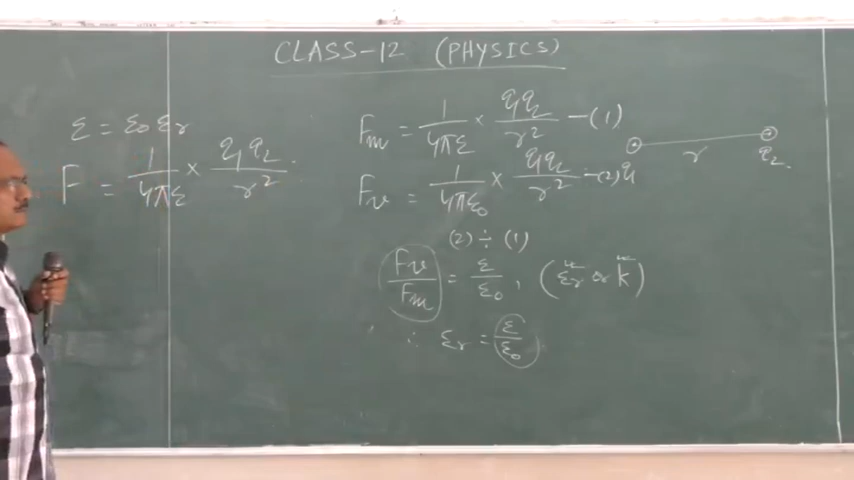 CLASS-12 (PHYSICS)
ε = ε₀ εᵣ
F = 1/4πε × q₁q₂/r² .
Fₘ = 1/4πε × q₁q₂/r² – (1)
Fᵥ = 1/4πε₀ × q₁q₂/r² – (2)
q₁ r q₂
(2) ÷ (1)
Fᵥ/Fₘ = ε/ε₀ , (εᵣ or k)
∴ εᵣ = ε/ε₀